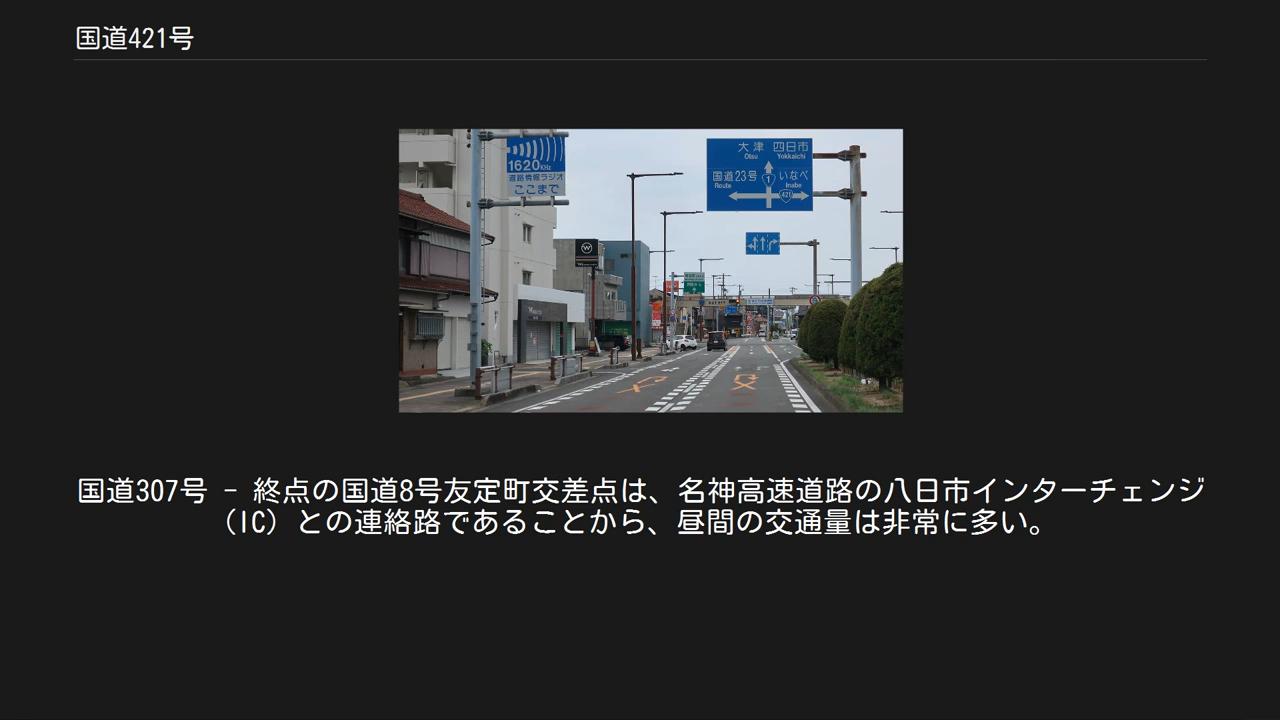 国道421号
1620KHz
道路情報ラジオ
ここまで
大津 四日市
Otsu Yokkaichi
国道23号 1 いなべ
Route 421 Inabe
国道307号 - 終点の国道8号友定町交差点は、名神高速道路の八日市インターチェンジ
（IC）との連絡路であることから、昼間の交通量は非常に多い。